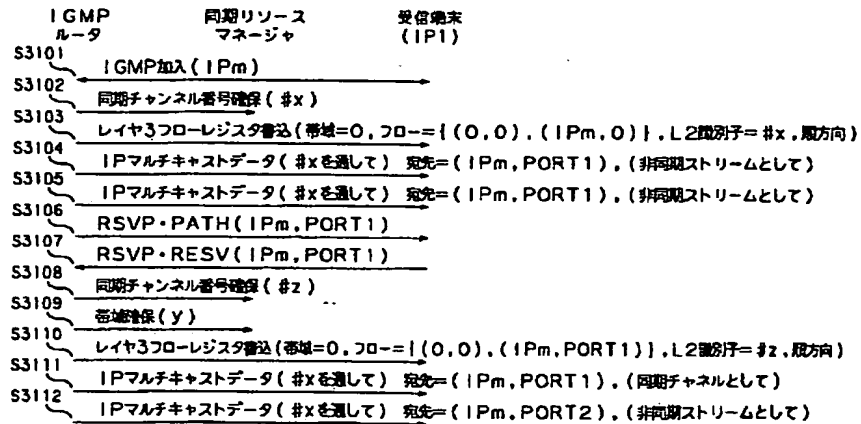 IGMP 同期リソース 受信端末
ルータ マネージャ (IP1)
S3101 IGMP加入(IPm)
S3102 同期チャンネル番号確保(#x)
S3103 レイヤ3フローレジスタ書込(帯域=0,フロー={(0,0),(IPm,0)},L2識別子=#x,順方向)
S3104 IPマルチキャストデータ(#xを通して) 宛先=(IPm,PORT1),(非同期ストリームとして)
S3105 IPマルチキャストデータ(#xを通して) 宛先=(IPm,PORT1),(非同期ストリームとして)
S3106 RSVP・PATH(IPm,PORT1)
S3107 RSVP・RESV(IPm,PORT1)
S3108 同期チャンネル番号確保(#z)
S3109 帯域確保(y)
S3110 レイヤ3フローレジスタ書込(帯域=0,フロー={(0,0),(IPm,PORT1)},L2識別子=#z,順方向)
S3111 IPマルチキャストデータ(#xを通して) 宛先=(IPm,PORT1),(同期チャネルとして)
S3112 IPマルチキャストデータ(#xを通して) 宛先=(IPm,PORT2),(非同期ストリームとして)